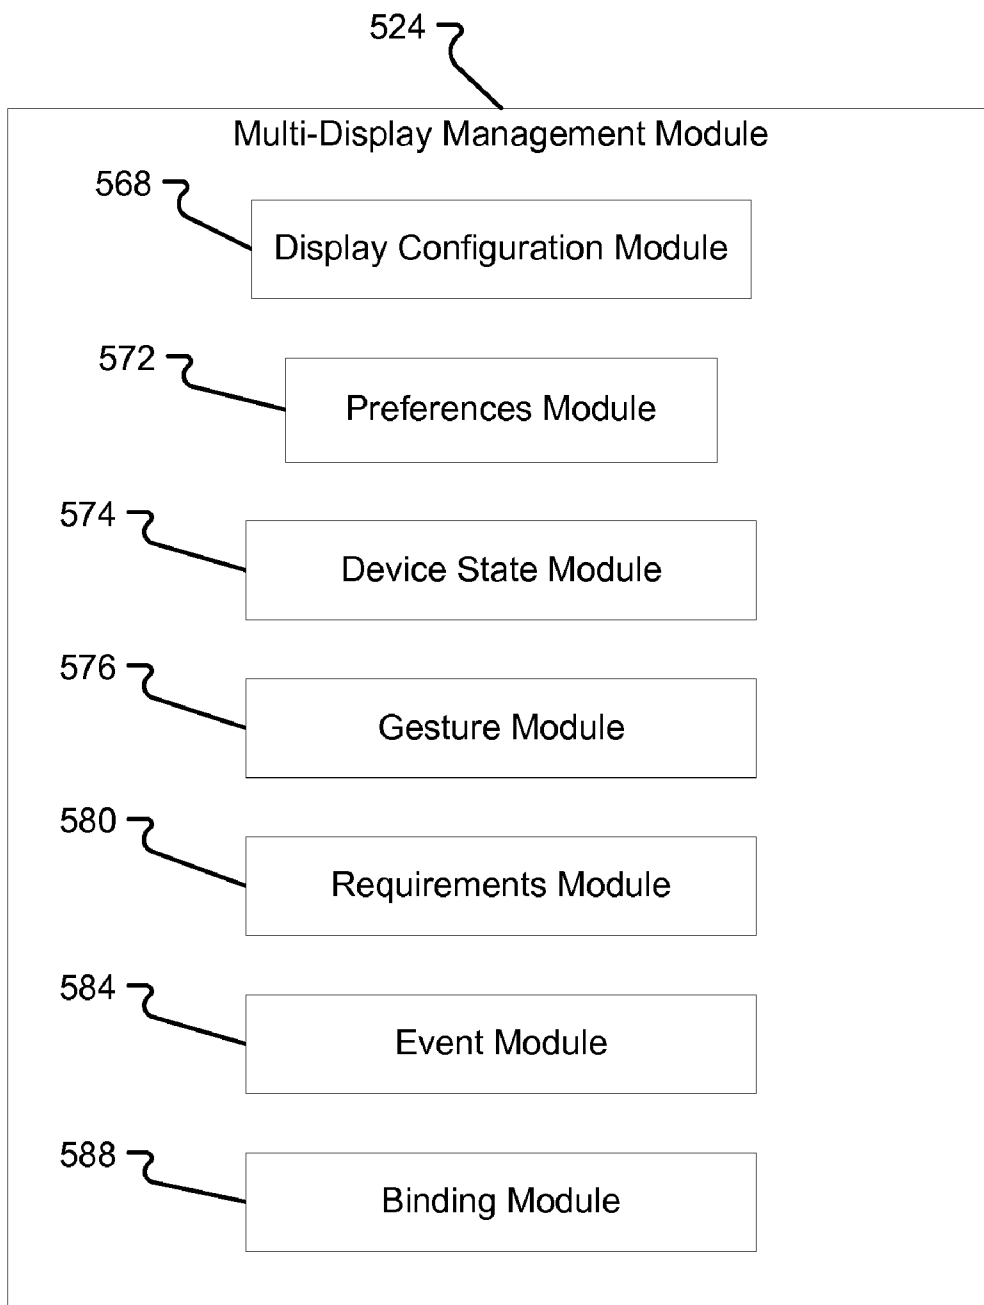 524
Multi-Display Management Module
568
Display Configuration Module
572
Preferences Module
574
Device State Module
576
Gesture Module
580
Requirements Module
584
Event Module
588
Binding Module